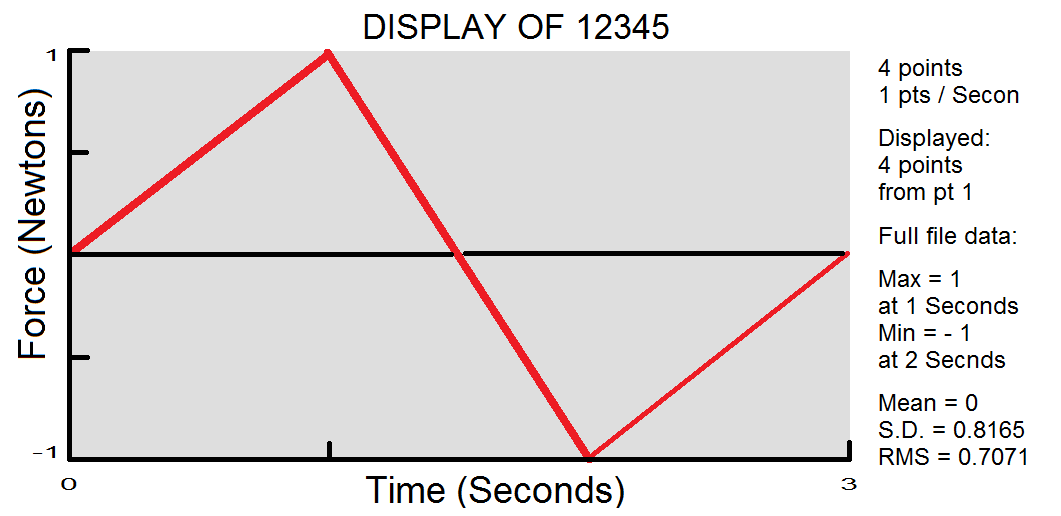 DISPLAY OF 12345
1
Force (Newtons)
-1
0
Time (Seconds)
3
4 points
1 pts / Secon
Displayed:
4 points
from pt 1
Full file data:
Max = 1
at 1 Seconds
Min = - 1
at 2 Secnds
Mean = 0
S.D. = 0.8165
RMS = 0.7071